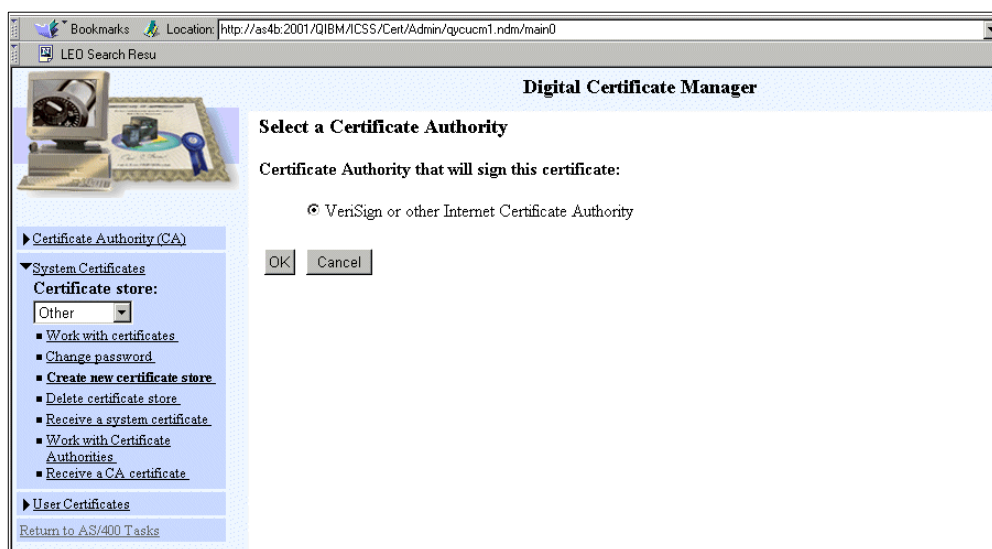 Bookmarks Location: http://as4b:2001/QIBM/ICSS/Cert/Admin/qycucm1.ndm/main0
LEO Search Resu
Digital Certificate Manager
Select a Certificate Authority
Certificate Authority that will sign this certificate:
VeriSign or other Internet Certificate Authority
OK Cancel
Certificate Authority (CA)
System Certificates
Certificate store:
Other
Work with certificates
Change password
Create new certificate store
Delete certificate store
Receive a system certificate
Work with Certificate
Authorities
Receive a CA certificate
User Certificates
Return to AS/400 Tasks